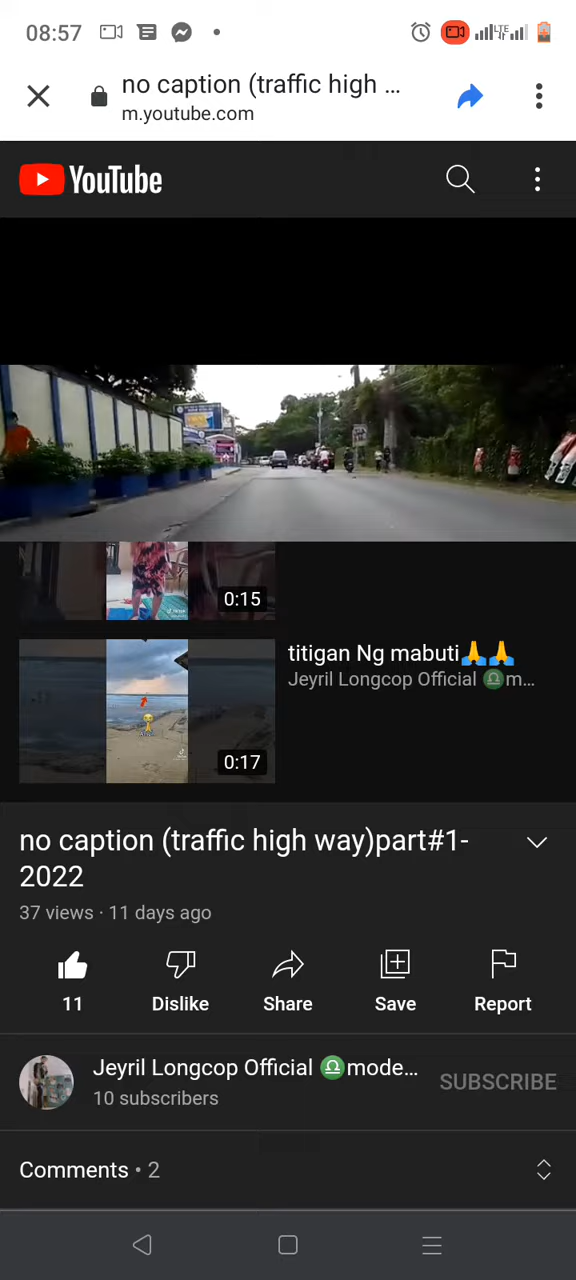 08:57
LTE
no caption (traffic high ...
m.youtube.com
YouTube
0:15
titigan Ng mabuti🙏🙏
Jeyril Longcop Official ♎m...
0:17
no caption (traffic high way)part#1-
2022
37 views · 11 days ago
11
Dislike
Share
Save
Report
Jeyril Longcop Official ♎mode...
10 subscribers
SUBSCRIBE
Comments • 2